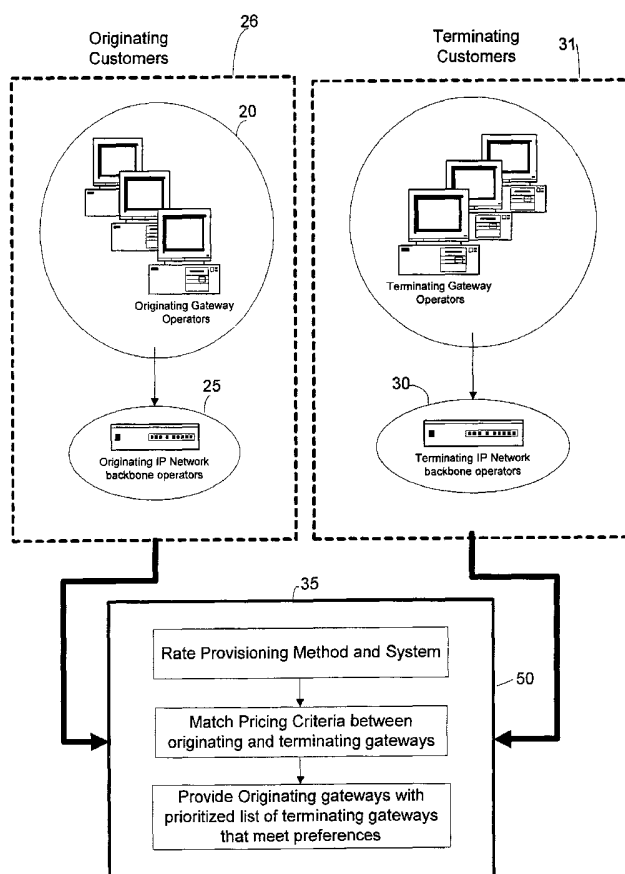 Originating
Customers
26
Terminating
Customers
31
20
Originating Gateway
Operators
Terminating Gateway
Operators
25
Originating IP Network
backbone operators
30
Terminating IP Network
backbone operators
35
Rate Provisioning Method and System
50
Match Pricing Criteria between
originating and terminating gateways
Provide Originating gateways with
prioritized list of terminating gateways
that meet preferences